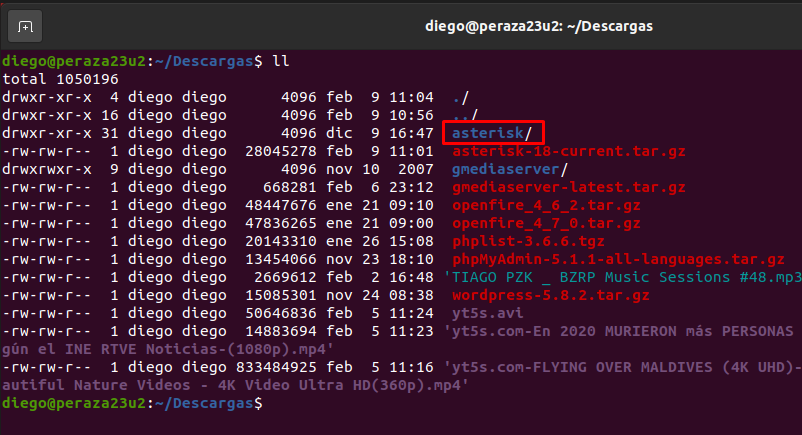 diego@peraza23u2: ~/Descargas
diego@peraza23u2:~/Descargas$ ll
total 1050196
drwxr-xr-x  4 diego diego      4096 feb  9 11:04  ./
drwxr-xr-x 16 diego diego      4096 feb  9 10:56  ../
drwxr-xr-x 31 diego diego      4096 dic  9 16:47  asterisk/
-rw-rw-r--  1 diego diego  28045278 feb  9 11:01  asterisk-18-current.tar.gz
drwxrwxr-x  9 diego diego      4096 nov 10  2007  gmediaserver/
-rw-rw-r--  1 diego diego    668281 feb  6 23:12  gmediaserver-latest.tar.gz
-rw-rw-r--  1 diego diego  48447676 ene 21 09:10  openfire_4_6_2.tar.gz
-rw-rw-r--  1 diego diego  47836265 ene 21 09:00  openfire_4_7_0.tar.gz
-rw-rw-r--  1 diego diego  20143310 ene 26 15:08  phplist-3.6.6.tgz
-rw-rw-r--  1 diego diego  13454066 nov 23 18:10  phpMyAdmin-5.1.1-all-languages.tar.gz
-rw-rw-r--  1 diego diego   2669612 feb  2 16:48 'TIAGO PZK _ BZRP Music Sessions #48.mp3
-rw-rw-r--  1 diego diego  15085301 nov 24 08:38  wordpress-5.8.2.tar.gz
-rw-rw-r--  1 diego diego  50646836 feb  5 11:24  yt5s.avi
-rw-rw-r--  1 diego diego  14883694 feb  5 11:23 'yt5s.com-En 2020 MURIERON más PERSONAS
gún el INE RTVE Noticias-(1080p).mp4'
-rw-rw-r--  1 diego diego 833484925 feb  5 11:16 'yt5s.com-FLYING OVER MALDIVES (4K UHD)-
autiful Nature Videos - 4K Video Ultra HD(360p).mp4'
diego@peraza23u2:~/Descargas$